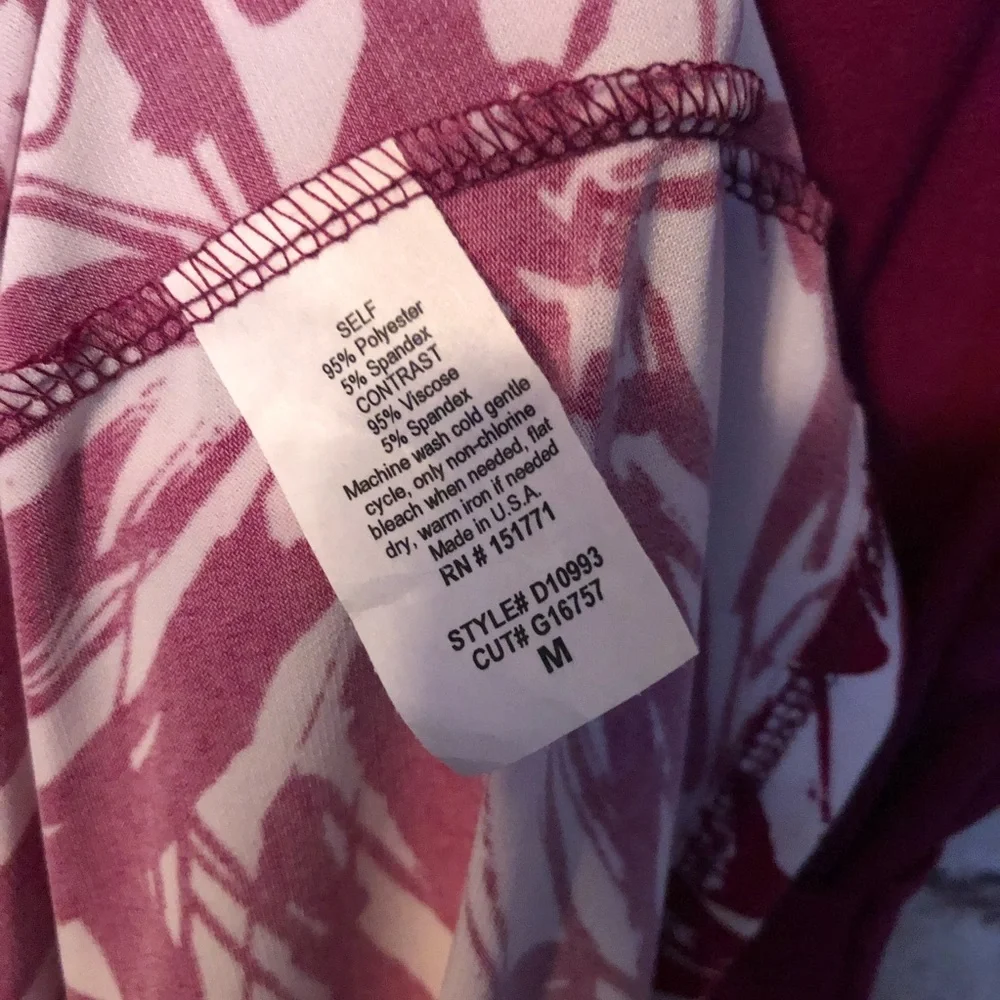 SELF
95% Polyester
5% Spandex
CONTRAST
95% Viscose
5% Spandex
Machine wash cold gentle
cycle, only non-chlorine
bleach when needed, flat
dry, warm iron if needed
Made in U.S.A.
RN # 151771
STYLE# D10993
CUT# G16757
M